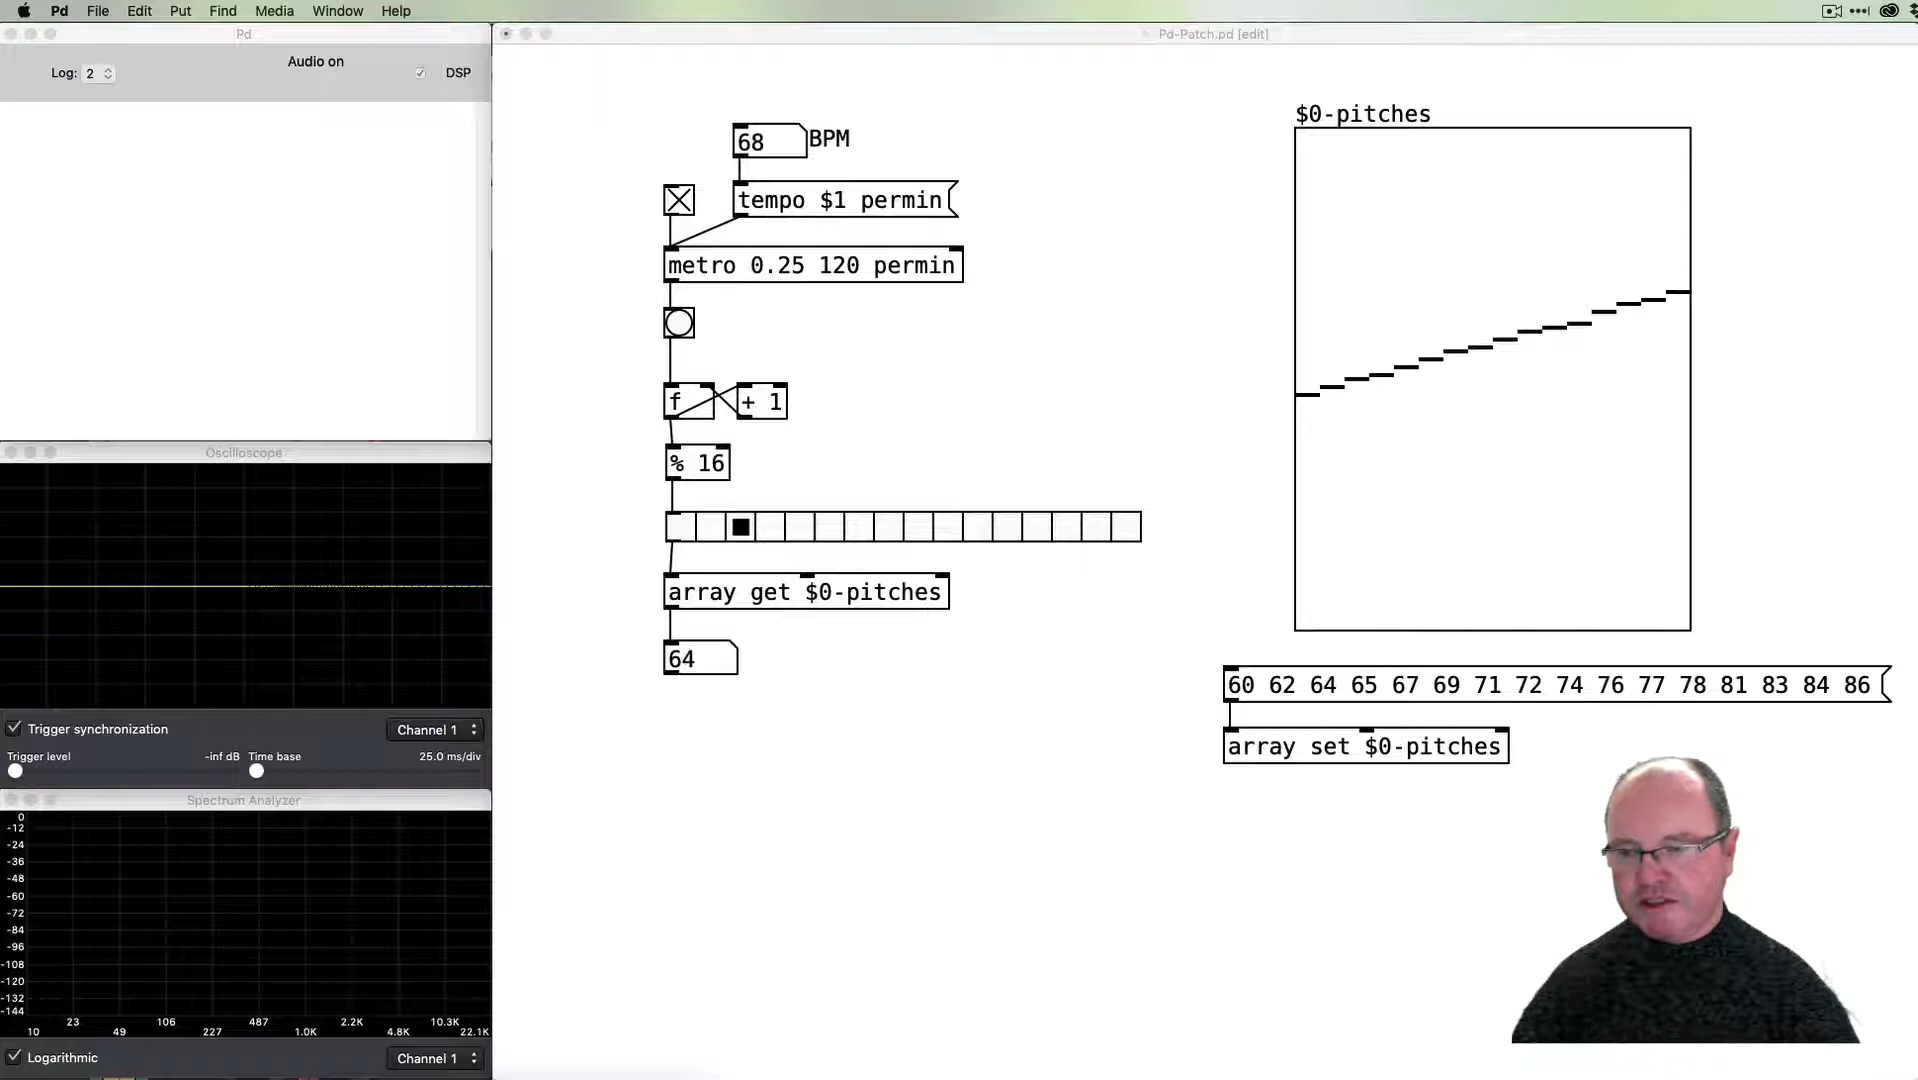 Pd File Edit Put Find Media Window Help
Pd
Log: 2
Audio on
DSP
Pd-Patch.pd [edit]
68 BPM
tempo $1 permin
metro 0.25 120 permin
f
+ 1
% 16
array get $0-pitches
64
$0-pitches
60 62 64 65 67 69 71 72 74 76 77 78 81 83 84 86
array set $0-pitches
Oscilloscope
Trigger synchronization
Channel 1
Trigger level
-inf dB
Time base
25.0 ms/div
Spectrum Analyzer
0
-12
-24
-36
-48
-60
-72
-84
-96
-108
-120
-132
-144
10 23 49 106 227 487 1.0K 2.2K 4.8K 10.3K 22.1K
Logarithmic
Channel 1